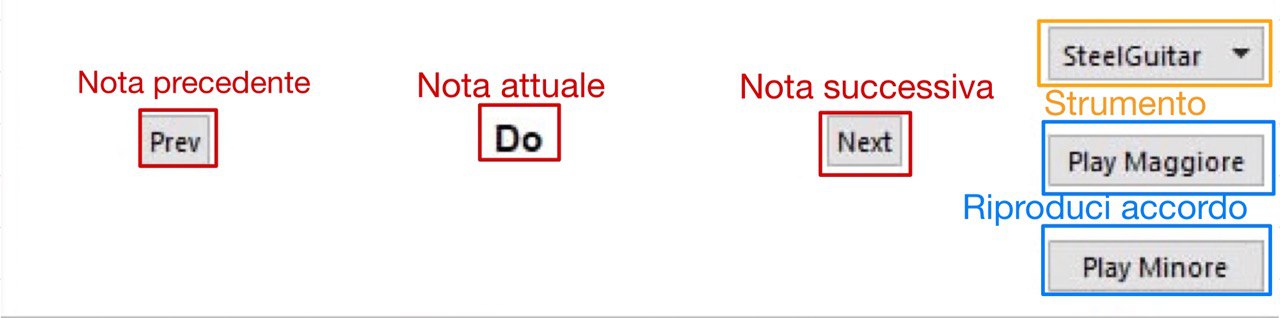 Nota precedente
Prev
Nota attuale
Do
Nota successiva
Next
SteelGuitar
Strumento
Play Maggiore
Riproduci accordo
Play Minore